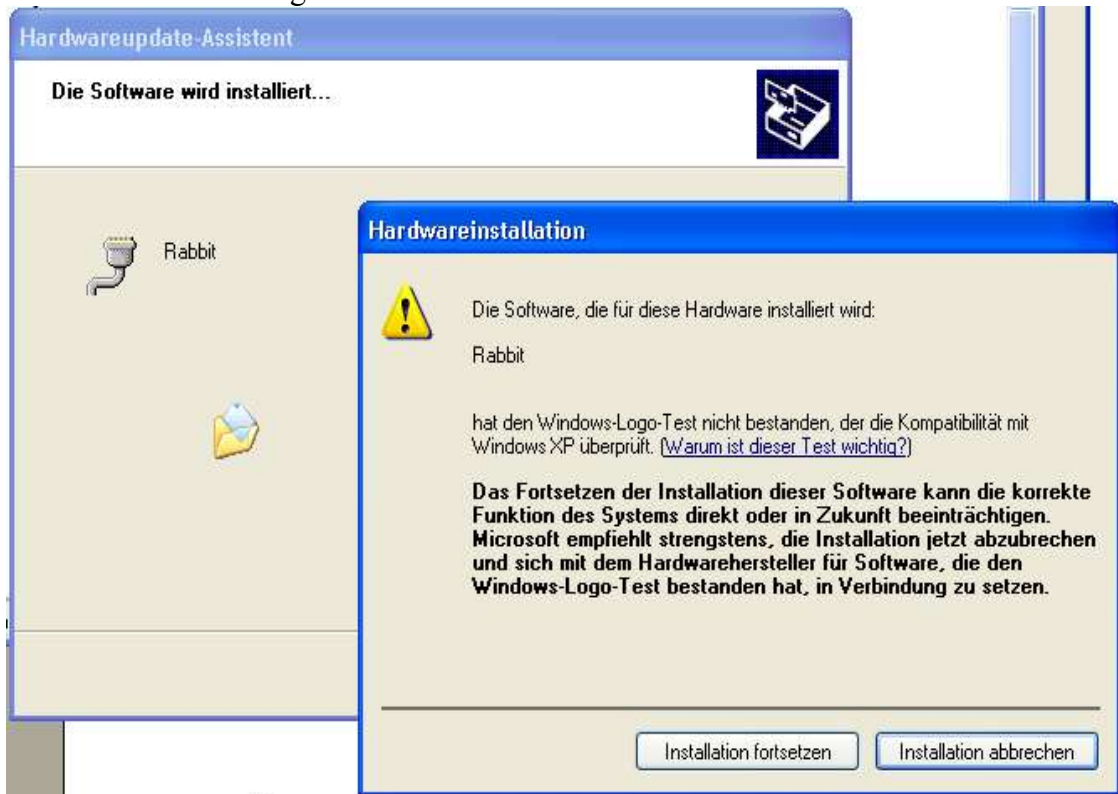 Hardwareupdate-Assistent
Die Software wird installiert...
Rabbit
Hardwareinstallation
Die Software, die für diese Hardware installiert wird:
Rabbit
hat den Windows-Logo-Test nicht bestanden, der die Kompatibilität mit
Windows XP überprüft. (Warum ist dieser Test wichtig?)
Das Fortsetzen der Installation dieser Software kann die korrekte
Funktion des Systems direkt oder in Zukunft beeinträchtigen.
Microsoft empfiehlt strengstens, die Installation jetzt abzubrechen
und sich mit dem Hardwarehersteller für Software, die den
Windows-Logo-Test bestanden hat, in Verbindung zu setzen.
Installation fortsetzen
Installation abbrechen